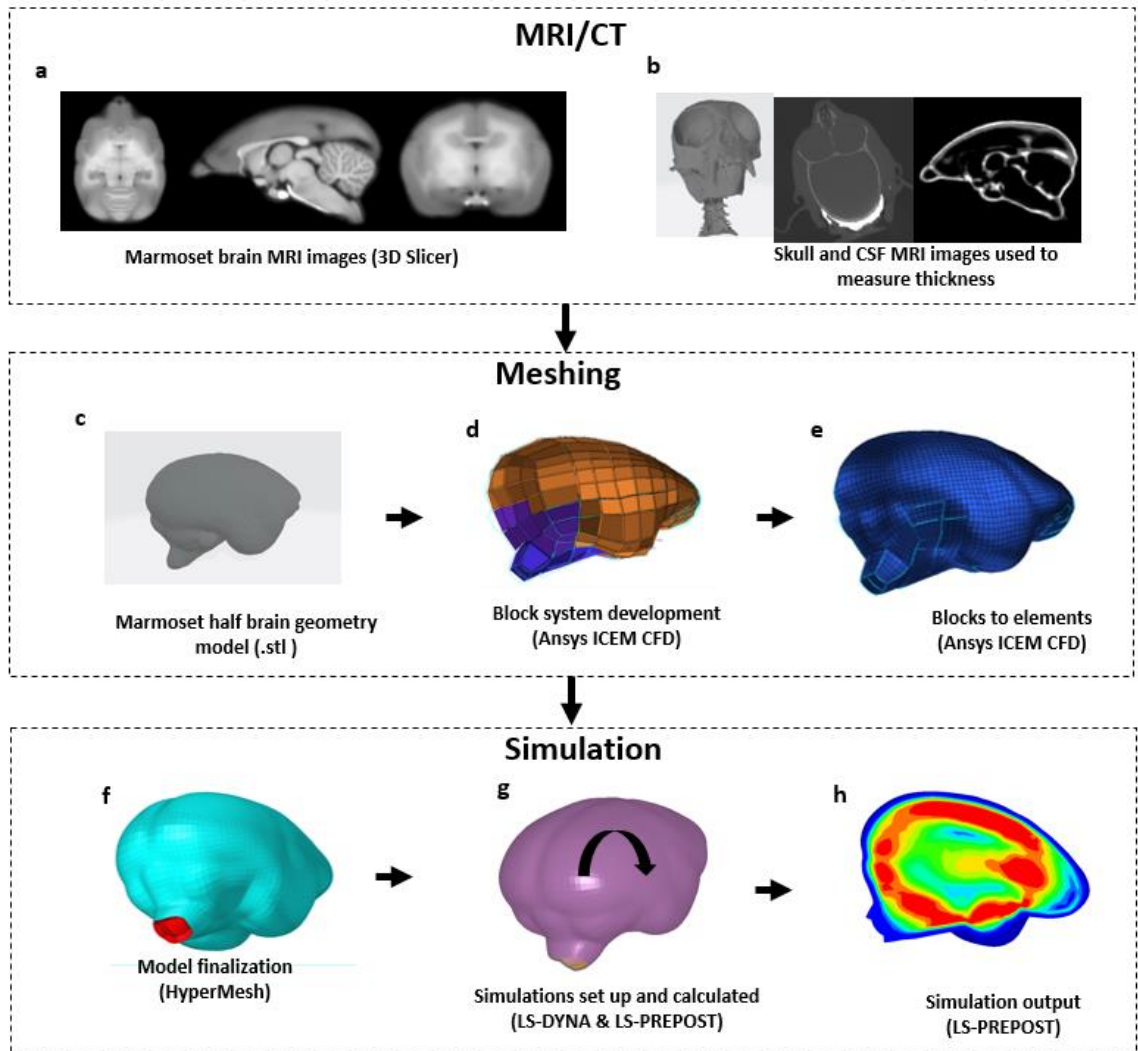 MRI/CT
a
b
Marmoset brain MRI images (3D Slicer)
Skull and CSF MRI images used to
measure thickness
Meshing
c
d
e
Marmoset half brain geometry
model (.stl )
Block system development
(Ansys ICEM CFD)
Blocks to elements
(Ansys ICEM CFD)
Simulation
f
g
h
Model finalization
(HyperMesh)
Simulations set up and calculated
(LS-DYNA & LS-PREPOST)
Simulation output
(LS-PREPOST)